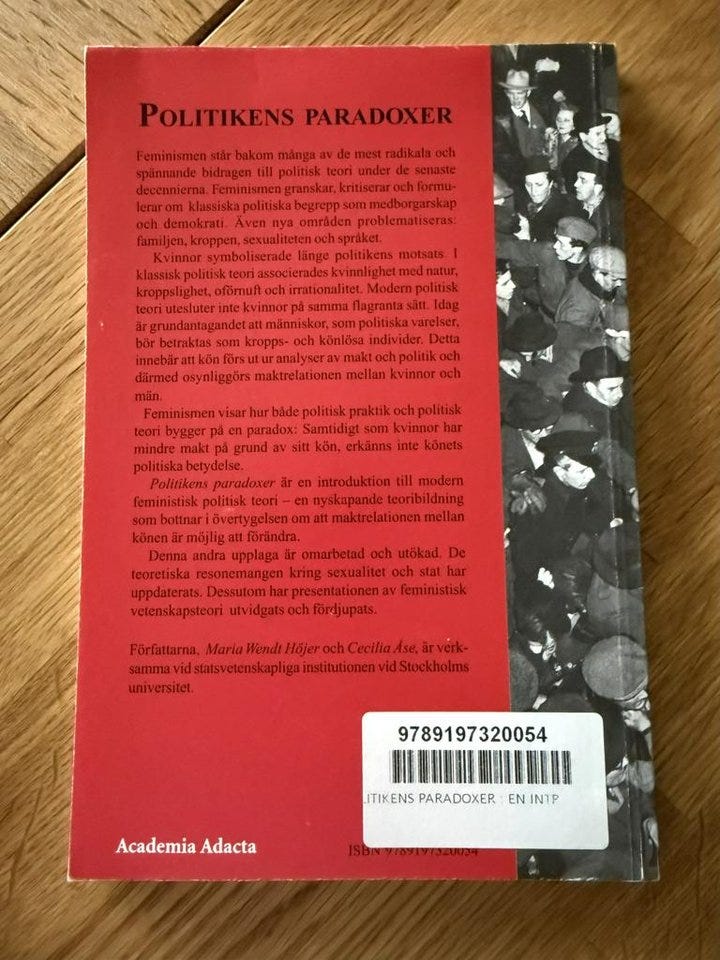 POLITIKENS PARADOXER
Feminismen står bakom många av de mest radikala och
spännande bidragen till politisk teori under de senaste
decennierna. Feminismen granskar, kritiserar och formu-
lerar om klassiska politiska begrepp som medborgarskap
och demokrati. Även nya områden problematiseras:
familjen, kroppen, sexualiteten och språket.
Kvinnor symboliserade länge politikens motsats. I
klassisk politisk teori associerades kvinnlighet med natur,
kroppslighet, oförnuft och irrationalitet. Modern politisk
teori utesluter inte kvinnor på samma flagranta sätt. Idag
är grundantagandet att människor, som politiska varelser,
bör betraktas som kropps- och könlösa individer. Detta
innebär att kön förs ut ur analyser av makt och politik och
därmed osynliggörs maktrelationen mellan kvinnor och
män.
Feminismen visar hur både politisk praktik och politisk
teori bygger på en paradox: Samtidigt som kvinnor har
mindre makt på grund av sitt kön, erkänns inte könets
politiska betydelse.
Politikens paradoxer är en introduktion till modern
feministisk politisk teori – en nyskapande teoribildning
som bottnar i övertygelsen om att maktrelationen mellan
könen är möjlig att förändra.
Denna andra upplaga är omarbetad och utökad. De
teoretiska resonemangen kring sexualitet och stat har
uppdaterats. Dessutom har presentationen av feministisk
vetenskapsteori utvidgats och fördjupats.
Författarna, Maria Wendt Höjer och Cecilia Åse, är verk-
samma vid statsvetenskapliga institutionen vid Stockholms
universitet.
9789197320054
LITIKENS PARADOXER : EN INTR
Academia Adacta
ISBN 9789197320054